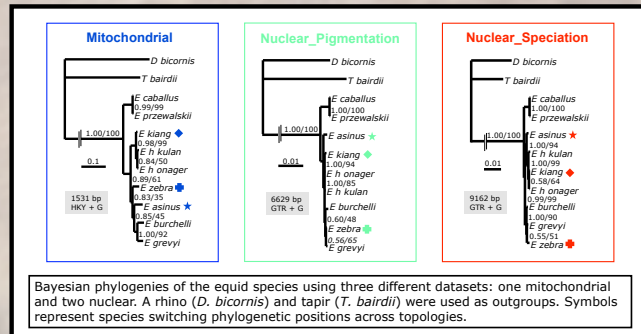 Mitochondrial
D bicornis
T bairdii
E caballus
0.99/99
E przewalskii
1.00/100
E kiang
0.98/99
E h kulan
0.84/50
E h onager
0.89/61
E zebra
0.83/35
E asinus
0.85/45
E burchelli
1.00/92
E grevyi
0.1
1531 bp
HKY + G
Nuclear_Pigmentation
D bicornis
T bairdii
E caballus
1.00/100
E przewalskii
1.00/100
E asinus
E kiang
1.00/94
E h onager
1.00/85
E h kulan
E burchelli
0.60/48
E zebra
0.56/65
E grevyi
0.01
6629 bp
GTR + G
Nuclear_Speciation
D bicornis
T bairdii
E caballus
1.00/100
E przewalskii
1.00/100
E asinus
1.00/94
E h kulan
1.00/99
E kiang
0.58/64
E h onager
0.99/99
E burchelli
1.00/90
E grevyi
0.55/51
E zebra
0.01
9162 bp
GTR + G
Bayesian phylogenies of the equid species using three different datasets: one mitochondrial
and two nuclear. A rhino (D. bicornis) and tapir (T. bairdii) were used as outgroups. Symbols
represent species switching phylogenetic positions across topologies.